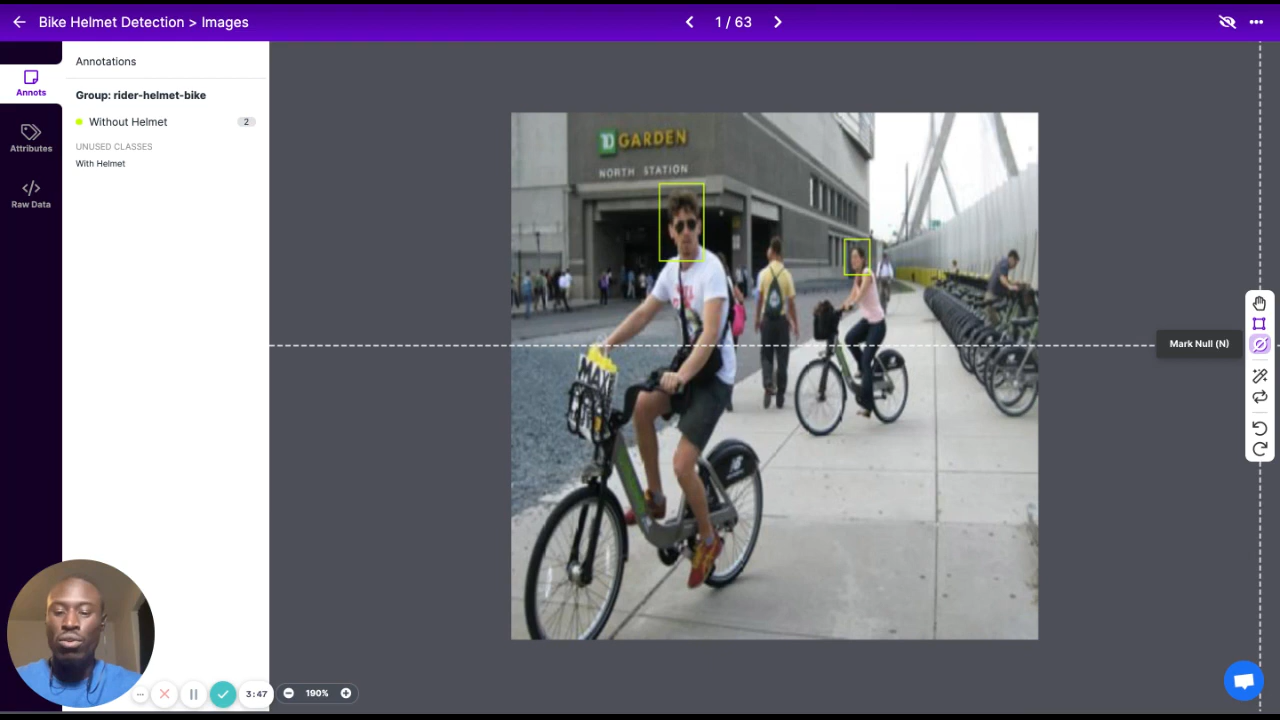 Bike Helmet Detection > Images
1 / 63
Annots
Attributes
Raw Data
Annotations
Group: rider-helmet-bike
Without Helmet 2
UNUSED CLASSES
With Helmet
TD GARDEN
NORTH STATION
Mark Null (N)
3:47
190%